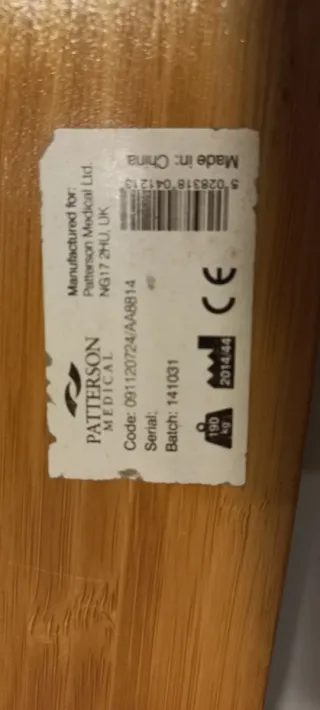 PATTERSON
MEDICAL
Manufactured for:
Patterson Medical Ltd.
NG17 2HU, UK
Code: 091120724/AA8814
Serial:
Batch: 141031
190
kg
2014/44
CE
5 028318 041213
Made in: China